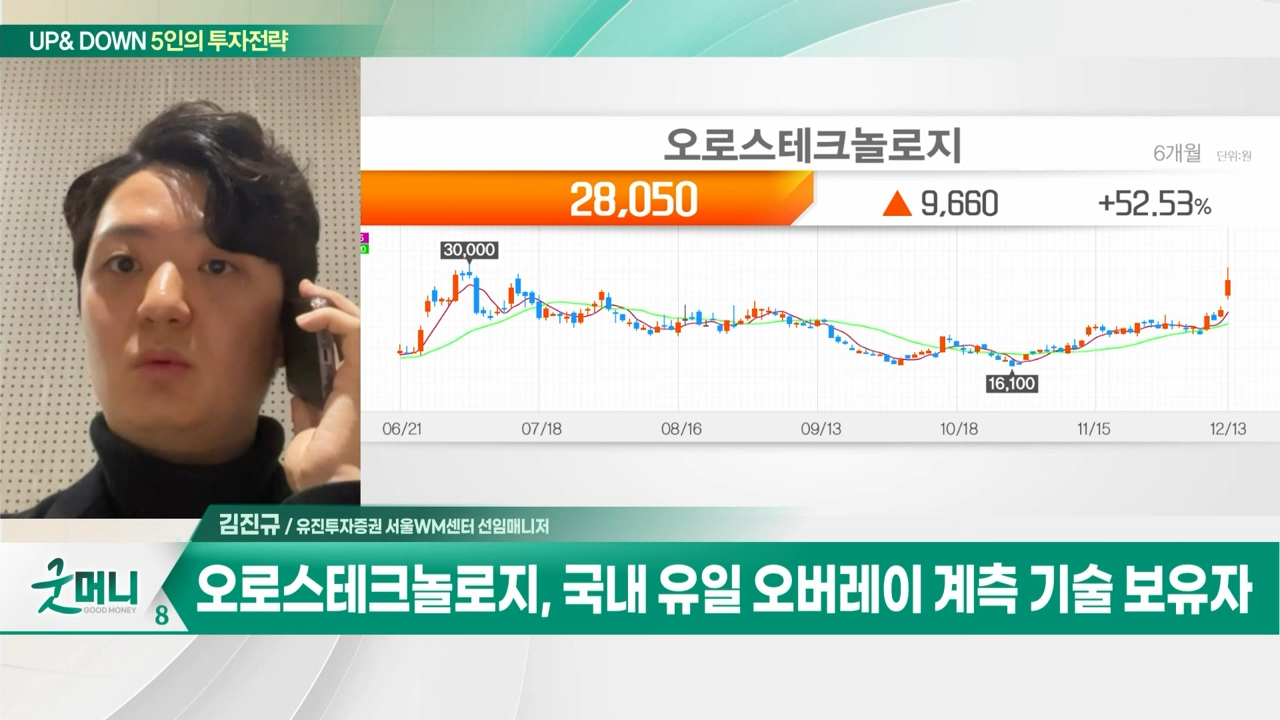 UP& DOWN 5인의 투자전략
오로스테크놀로지
6개월 단위:원
28,050 ▲ 9,660 +52.53%
30,000
16,100
06/21 07/18 08/16 09/13 10/18 11/15 12/13
김진규 / 유진투자증권 서울WM센터 선임매니저
굿머니
GOOD MONEY
8
오로스테크놀로지, 국내 유일 오버레이 계측 기술 보유자